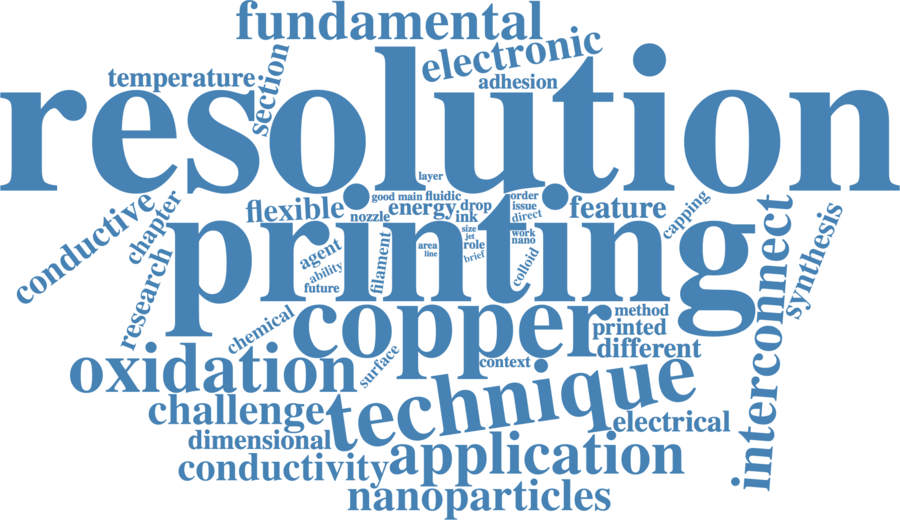 fundamental
electronic
temperature
section
adhesion
resolution
layer
good main fluidic
order
conductive
chapter
flexible
nozzle
energy
drop
ink
issue
direct
feature
capping
printing
size
jet
role
brief
area
line
work
nano
colloid
agent
ability
future
filament
research
interconnect
synthesis
chemical
copper
method
printed
different
context
surface
oxidation
technique
challenge
electrical
dimensional
application
conductivity
nanoparticles